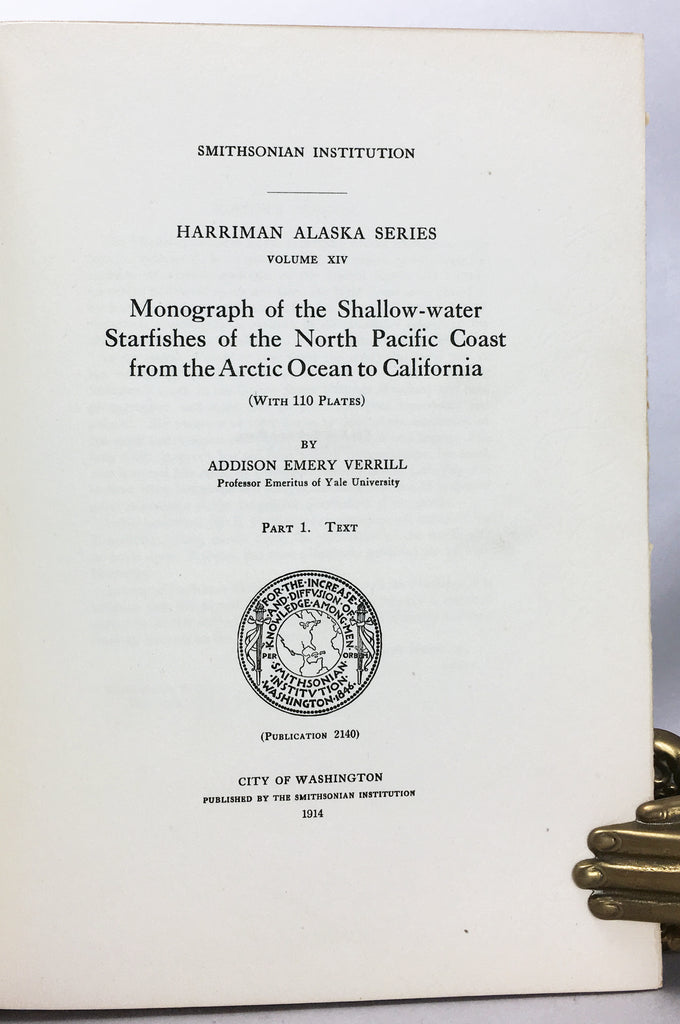 SMITHSONIAN INSTITUTION
HARRIMAN ALASKA SERIES
VOLUME XIV
Monograph of the Shallow-water
Starfishes of the North Pacific Coast
from the Arctic Ocean to California
(WITH 110 PLATES)
BY
ADDISON EMERY VERRILL
Professor Emeritus of Yale University
PART 1. TEXT
FOR·THE·INCREASE
·AND·DIFFVSION·OF·
KNOWLEDGE·AMONG·MEN·
PER ORBEM
·SMITHSONIAN·
INSTITVTION·
WASHINGTON·1846·
(PUBLICATION 2140)
CITY OF WASHINGTON
PUBLISHED BY THE SMITHSONIAN INSTITUTION
1914